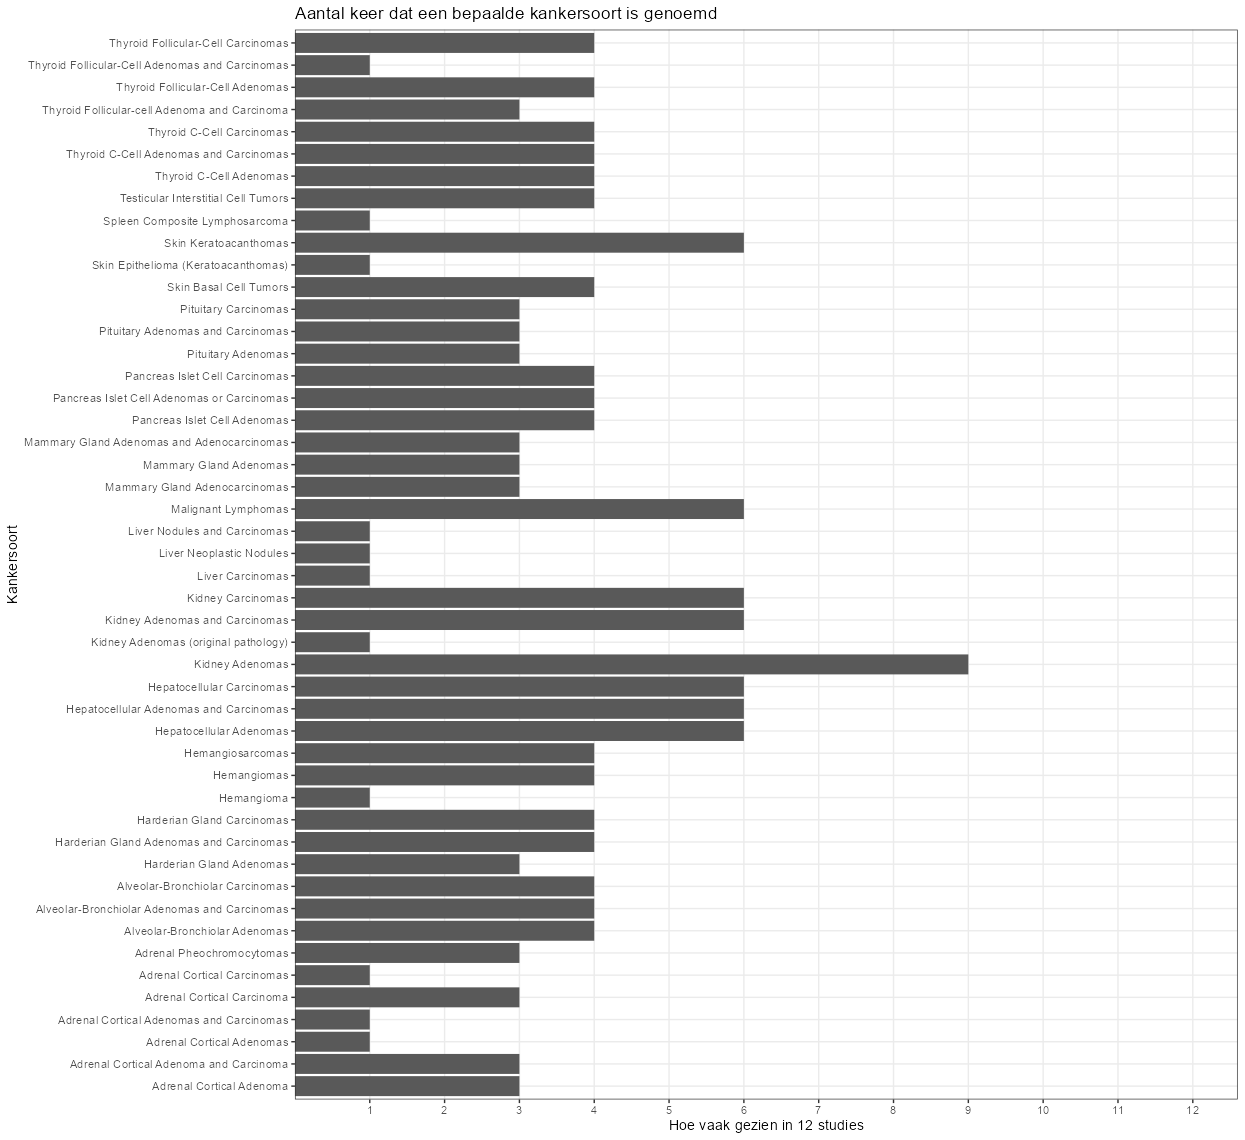 Aantal keer dat een bepaalde kankersoort is genoemd
Thyroid Follicular-Cell Carcinomas
Thyroid Follicular-Cell Adenomas and Carcinomas
Thyroid Follicular-Cell Adenomas
Thyroid Follicular-cell Adenoma and Carcinoma
Thyroid C-Cell Carcinomas
Thyroid C-Cell Adenomas and Carcinomas
Thyroid C-Cell Adenomas
Testicular Interstitial Cell Tumors
Spleen Composite Lymphosarcoma
Skin Keratoacanthomas
Skin Epithelioma (Keratoacanthomas)
Skin Basal Cell Tumors
Pituitary Carcinomas
Pituitary Adenomas and Carcinomas
Pituitary Adenomas
Pancreas Islet Cell Carcinomas
Pancreas Islet Cell Adenomas or Carcinomas
Pancreas Islet Cell Adenomas
Mammary Gland Adenomas and Adenocarcinomas
Mammary Gland Adenomas
Mammary Gland Adenocarcinomas
Malignant Lymphomas
Liver Nodules and Carcinomas
Liver Neoplastic Nodules
Liver Carcinomas
Kidney Carcinomas
Kidney Adenomas and Carcinomas
Kidney Adenomas (original pathology)
Kidney Adenomas
Hepatocellular Carcinomas
Hepatocellular Adenomas and Carcinomas
Hepatocellular Adenomas
Hemangiosarcomas
Hemangiomas
Hemangioma
Harderian Gland Carcinomas
Harderian Gland Adenomas and Carcinomas
Harderian Gland Adenomas
Alveolar-Bronchiolar Carcinomas
Alveolar-Bronchiolar Adenomas and Carcinomas
Alveolar-Bronchiolar Adenomas
Adrenal Pheochromocytomas
Adrenal Cortical Carcinomas
Adrenal Cortical Carcinoma
Adrenal Cortical Adenomas and Carcinomas
Adrenal Cortical Adenomas
Adrenal Cortical Adenoma and Carcinoma
Adrenal Cortical Adenoma
Kankersoort
1 2 3 4 5 6 7 8 9 10 11 12
Hoe vaak gezien in 12 studies